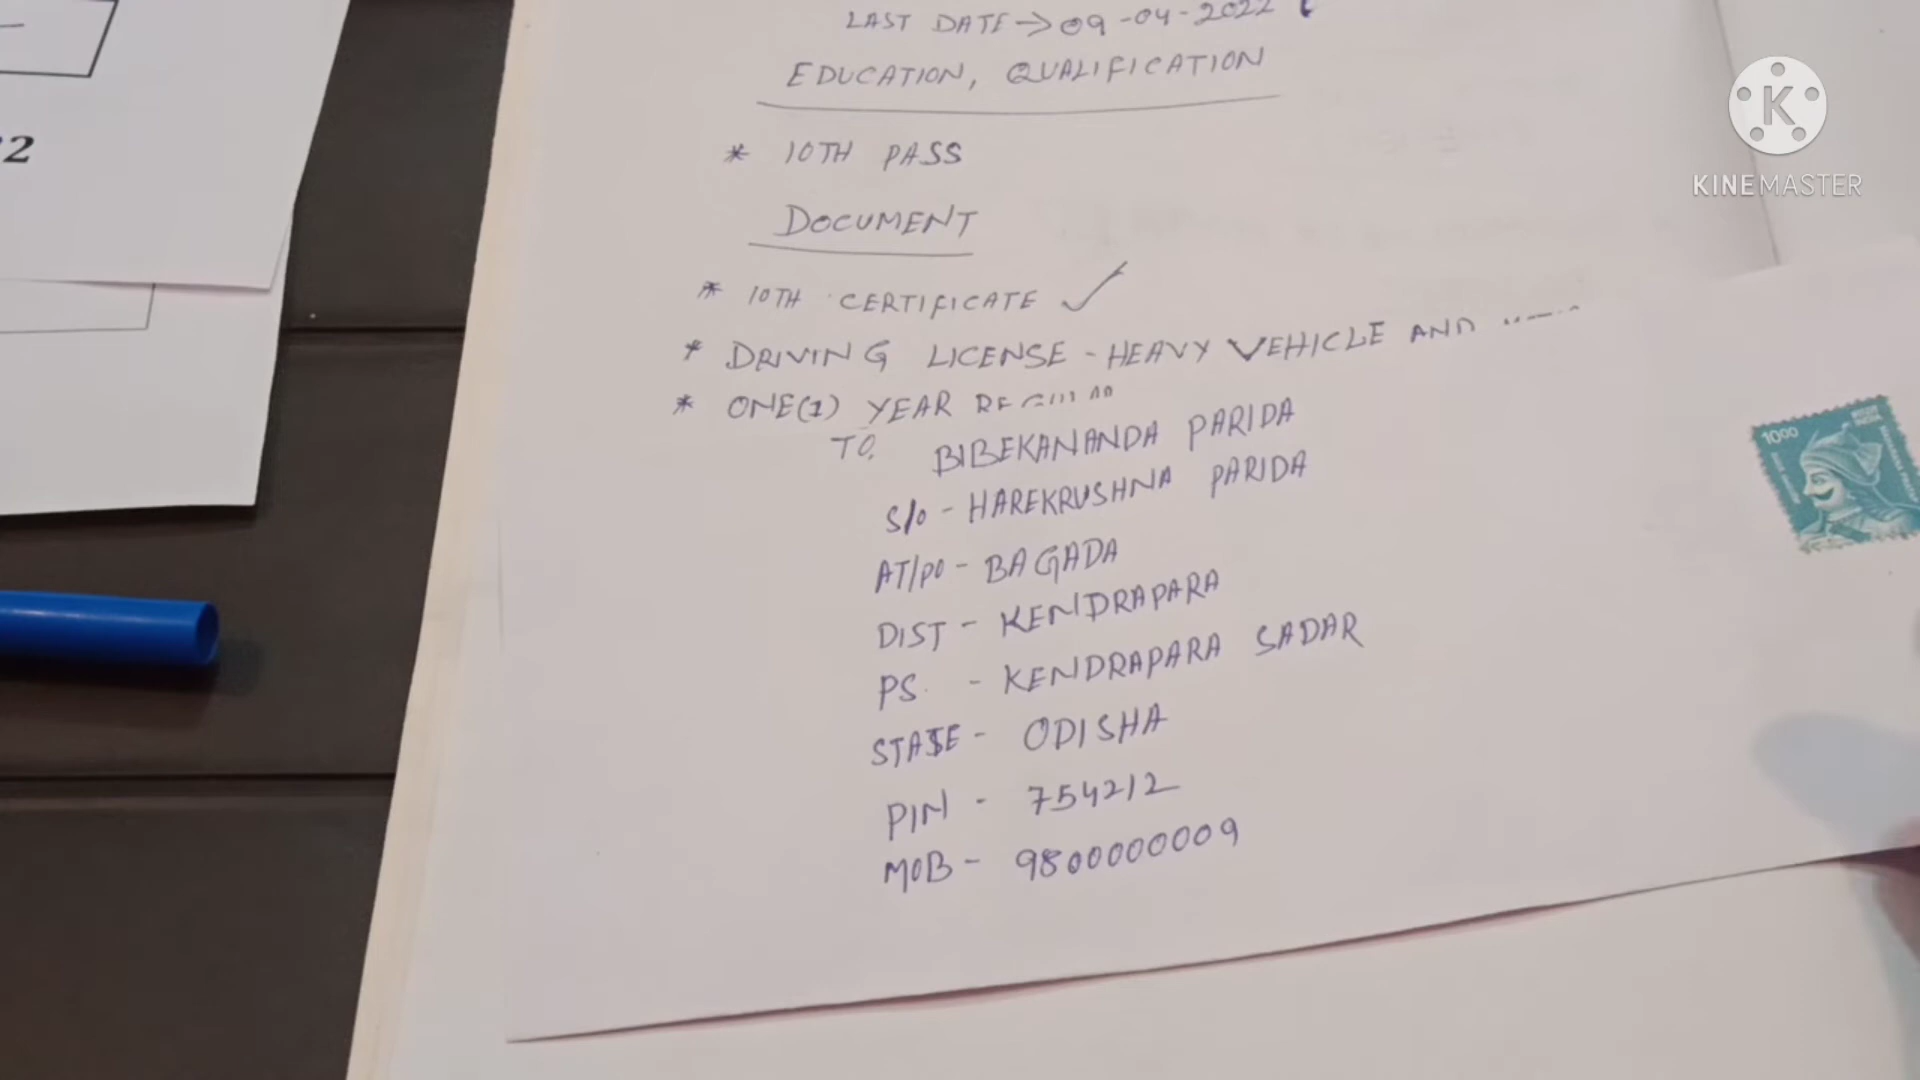 LAST DATE → 09-04-2022
EDUCATION, QUALIFICATION
* 10TH PASS
DOCUMENT
* 10TH CERTIFICATE ✓
* DRIVING LICENSE - HEAVY VEHICLE AND
* ONE(1) YEAR
TO, BIBEKANANDA PARIDA
S/O - HAREKRUSHNA PARIDA
AT/PO - BAGADA
DIST - KENDRAPARA
PS. - KENDRAPARA SADAR
STATE - ODISHA
PIN - 754212
MOB - 9800000009
2
1000
K
KINEMASTER